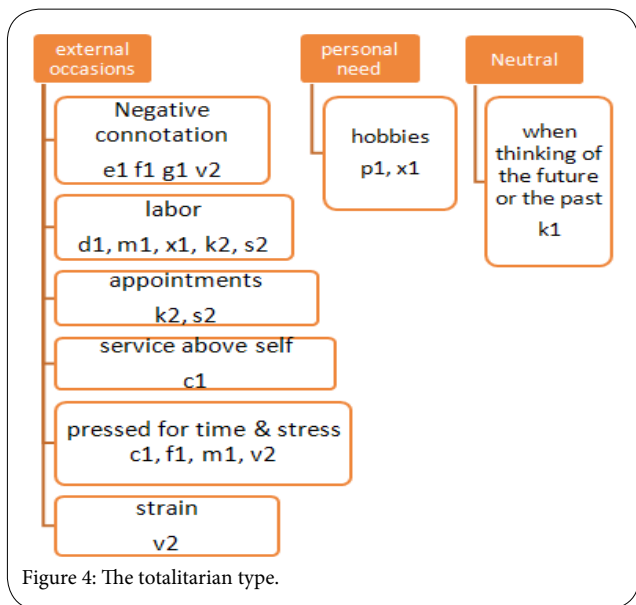 external
occasions
Negative
connotation
e1 f1 g1 v2
labor
d1, m1, x1, k2, s2
appointments
k2, s2
service above self
c1
pressed for time & stress
c1, f1, m1, v2
strain
v2
personal
need
hobbies
p1, x1
Neutral
when
thinking of
the future
or the past
k1
Figure 4: The totalitarian type.